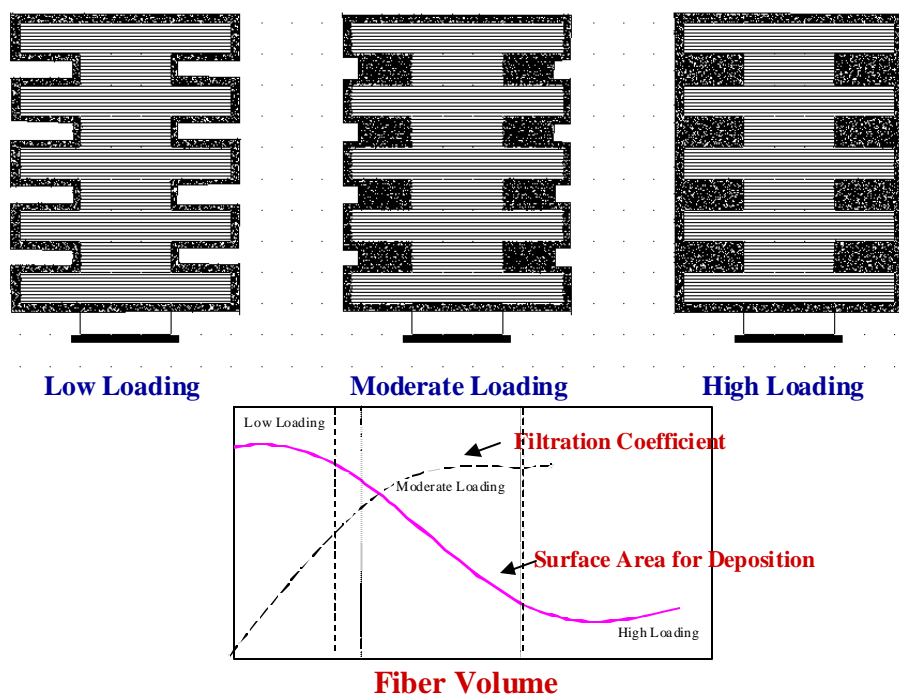 Low Loading
Moderate Loading
High Loading
Low Loading
Filtration Coefficient
Moderate Loading
Surface Area for Deposition
High Loading
Fiber Volume